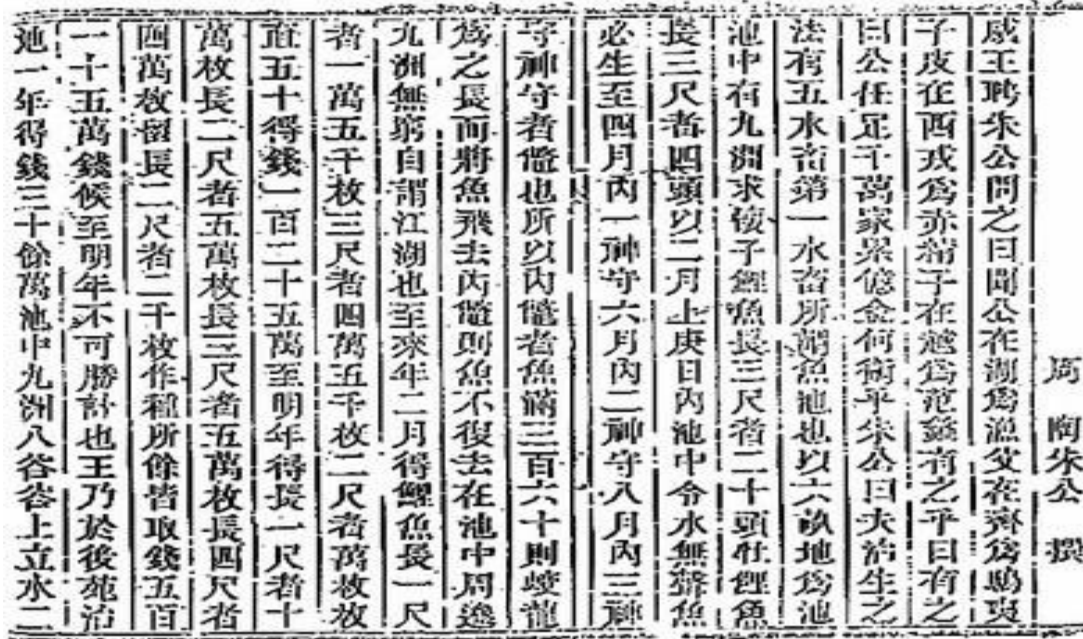 周 陶朱公 撰
威王聘朱公問之曰聞公在湖爲漁父在齊爲鴟夷
子皮在西戎爲赤精子在越爲范蠡有之乎曰有之
曰公任足千萬家累億金何術乎朱公曰夫治生之
法有五水畜第一水畜所謂魚池也以六畝地爲池
池中有九洲求懷子鯉魚長三尺者二十頭牡鯉魚
長三尺者四頭以二月上庚日內池中令水無聲魚
必生至四月內一神守六月內二神守八月內三神
守神守者鼈也所以內鼈者魚滿三百六十則蛟龍
爲之長而將魚飛去內鼈則魚不復去在池中周遶
九洲無窮自謂江湖也至來年二月得鯉魚長一尺
者一萬五千枚三尺者四萬五千枚二尺者萬枚枚
直五十得錢一百二十五萬至明年得長一尺者十
萬枚長二尺者五萬枚長三尺者五萬枚長四尺者
四萬枚留長二尺者二千枚作種所餘皆取錢五百
一十五萬錢候至明年不可勝計也王乃於後苑治
池一年得錢三十餘萬池中九洲八谷谷上立水二